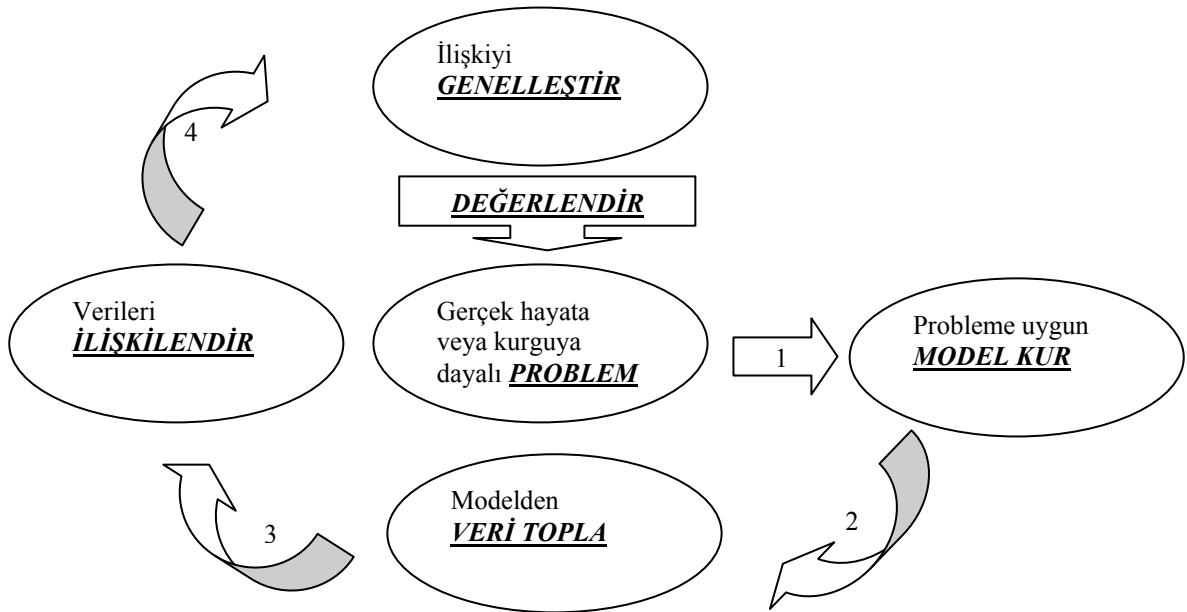 İlişkiyi
GENELLEŞTİR
4
DEĞERLENDİR
Verileri
İLİŞKİLENDİR
Gerçek hayata
veya kurguya
dayalı PROBLEM
1
Probleme uygun
MODEL KUR
Modelden
VERİ TOPLA
2
3